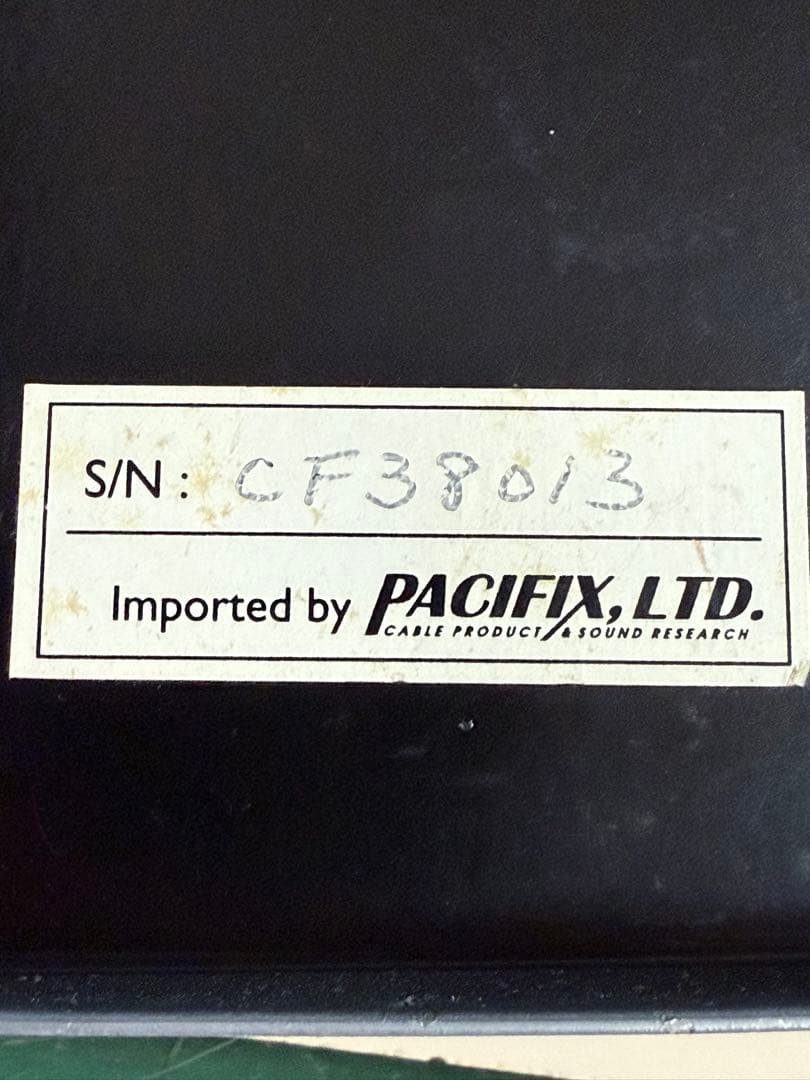 S/N : CF38013
Imported by PACIFIX, LTD.
CABLE PRODUCT & SOUND RESEARCH